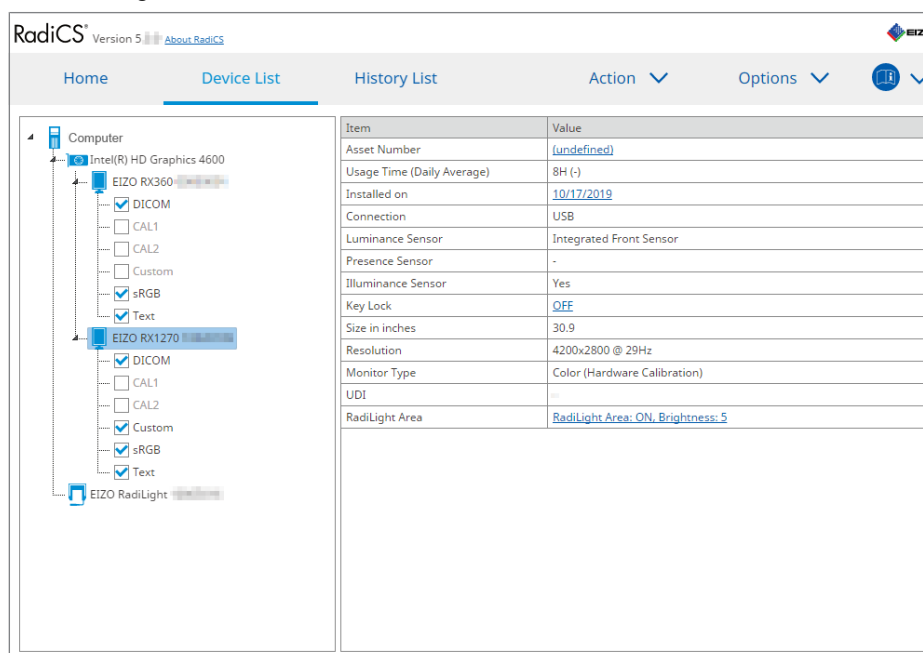 RadiCS® Version 5. About RadiCS
EIZ
Home Device List History List Action Options
Computer
Intel(R) HD Graphics 4600
EIZO RX360
DICOM
CAL1
CAL2
Custom
sRGB
Text
EIZO RX1270
DICOM
CAL1
CAL2
Custom
sRGB
Text
EIZO RadiLight
Item Value
Asset Number (undefined)
Usage Time (Daily Average) 8H (-)
Installed on 10/17/2019
Connection USB
Luminance Sensor Integrated Front Sensor
Presence Sensor -
Illuminance Sensor Yes
Key Lock OFF
Size in inches 30.9
Resolution 4200x2800 @ 29Hz
Monitor Type Color (Hardware Calibration)
UDI
RadiLight Area RadiLight Area: ON, Brightness: 5